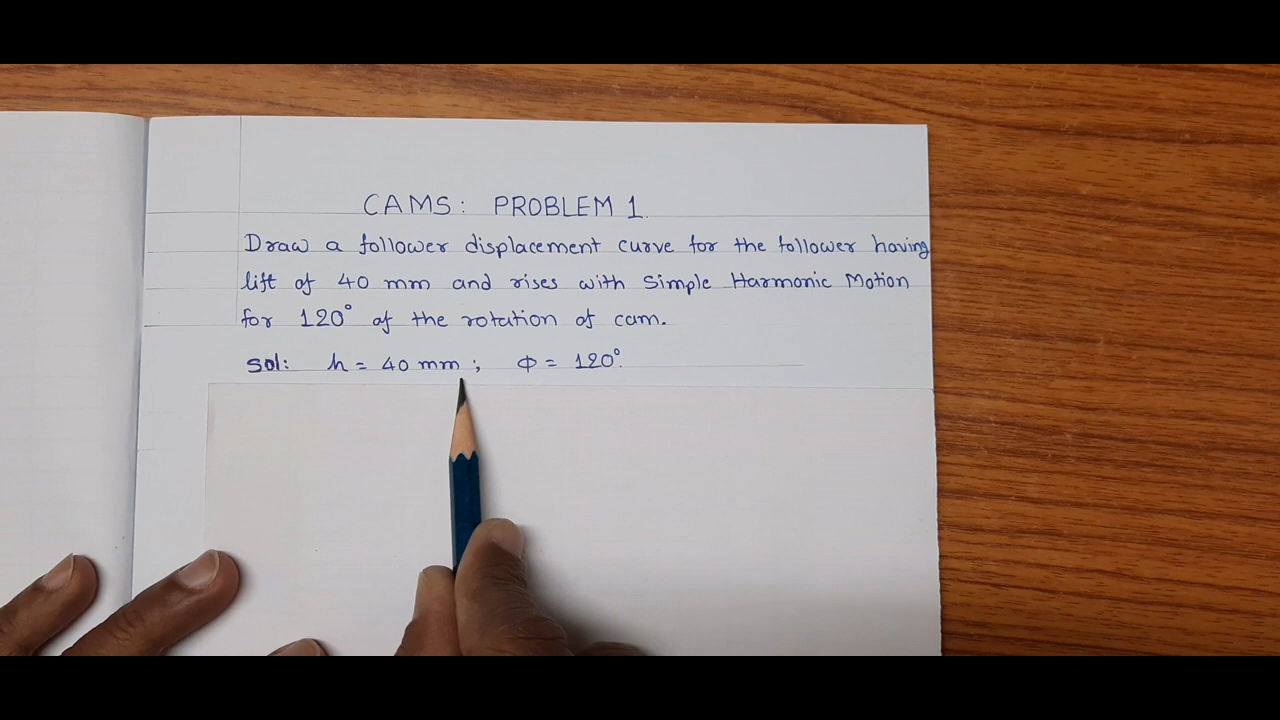 CAMS: PROBLEM 1.
Draw a follower displacement curve for the follower having
lift of 40 mm and rises with Simple Harmonic Motion
for 120° of the rotation of cam.
Sol: h = 40 mm; Φ = 120°.